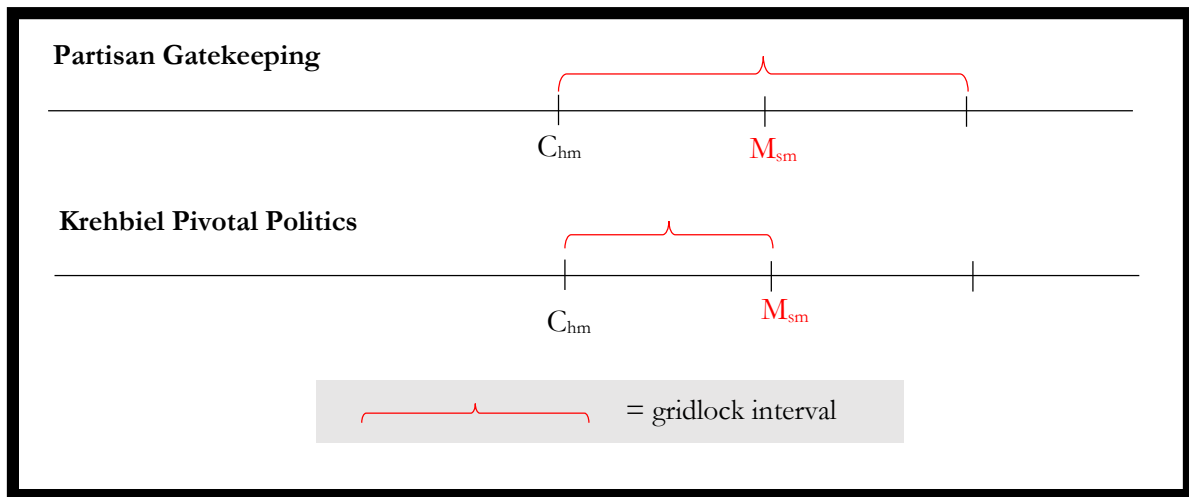 Partisan Gatekeeping
Chm Msm
Krehbiel Pivotal Politics
Chm Msm
= gridlock interval